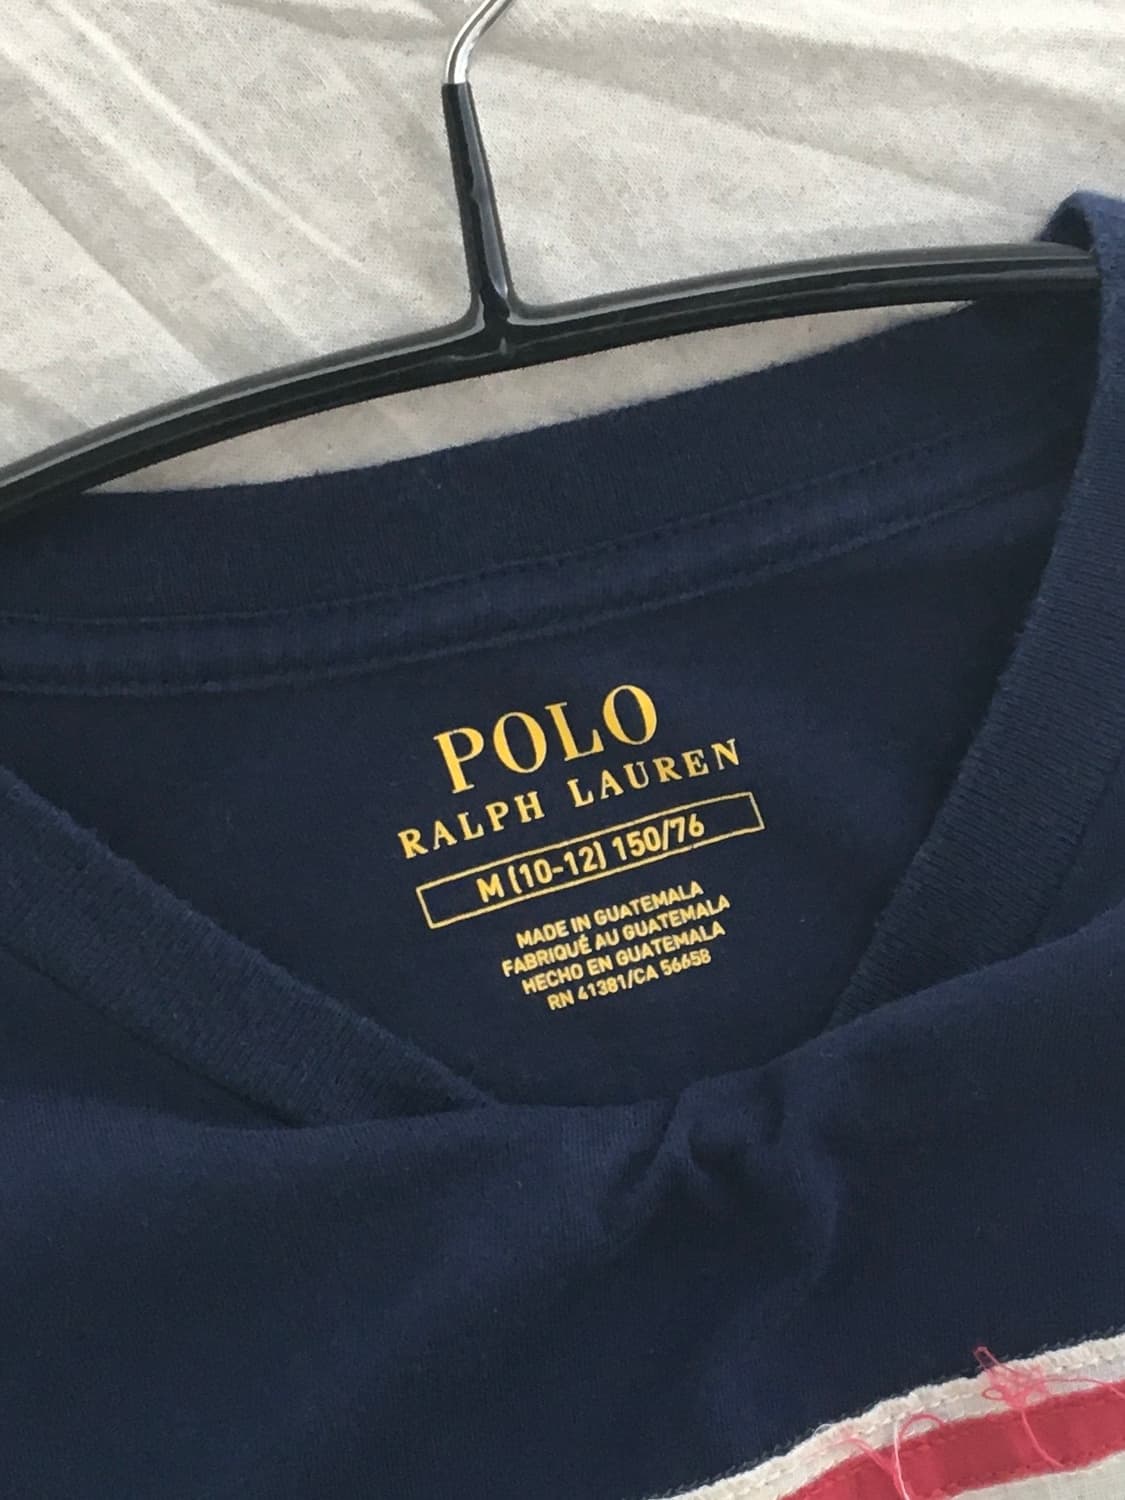 POLO
RALPH LAUREN
M (10-12) 150/76
MADE IN GUATEMALA
FABRIQUÉ AU GUATEMALA
HECHO EN GUATEMALA
RN 41381/CA 56658